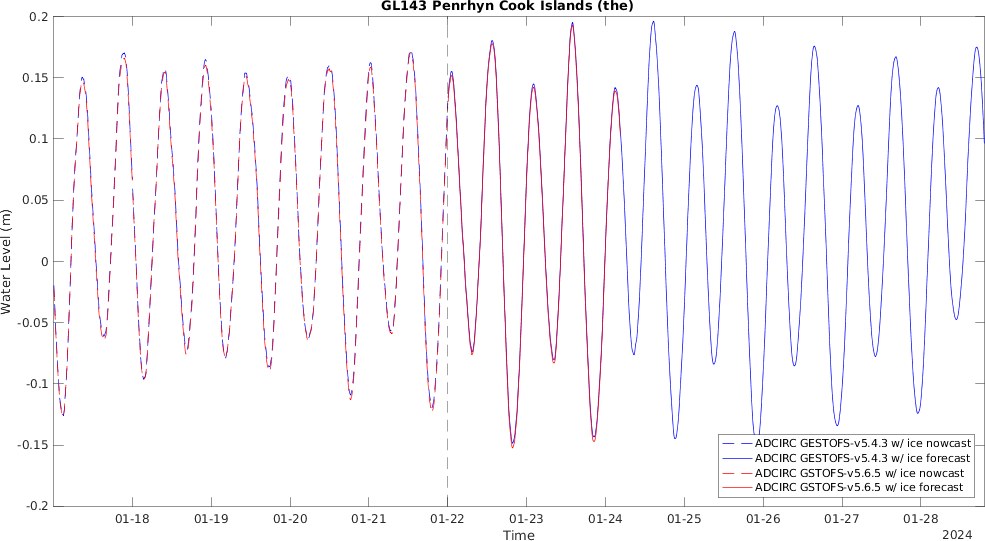 GL143 Penrhyn Cook Islands (the)
0.2
0.15
0.1
0.05
0
-0.05
-0.1
-0.15
-0.2
Water Level (m)
ADCIRC GESTOFS-v5.4.3 w/ ice nowcast
ADCIRC GESTOFS-v5.4.3 w/ ice forecast
ADCIRC GSTOFS-v5.6.5 w/ ice nowcast
ADCIRC GSTOFS-v5.6.5 w/ ice forecast
01-18 01-19 01-20 01-21 01-22 01-23 01-24 01-25 01-26 01-27 01-28
Time
2024